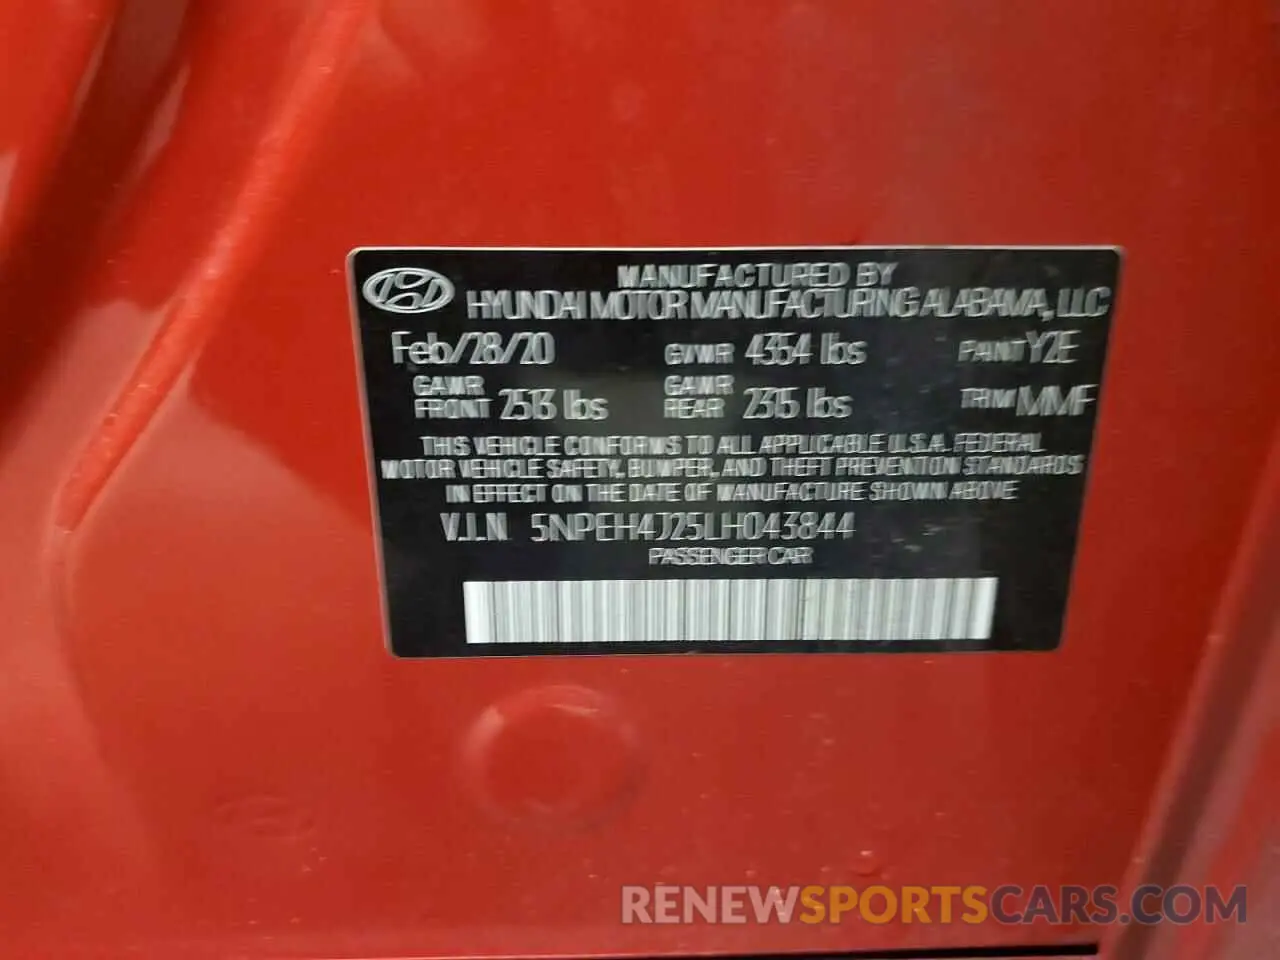 MANUFACTURED BY
HYUNDAI MOTOR MANUFACTURING ALABAMA, LLC
Feb/28/20 GVWR 4354 lbs PAINT Y2E
GAWR FRONT 2513 lbs GAWR REAR 2315 lbs TRIM MMF
THIS VEHICLE CONFORMS TO ALL APPLICABLE U.S.A. FEDERAL
MOTOR VEHICLE SAFETY, BUMPER, AND THEFT PREVENTION STANDARDS
IN EFFECT ON THE DATE OF MANUFACTURE SHOWN ABOVE
V.I.N 5NPEH4J25LH043844
PASSENGER CAR
RENEWSPORTSCARS.COM